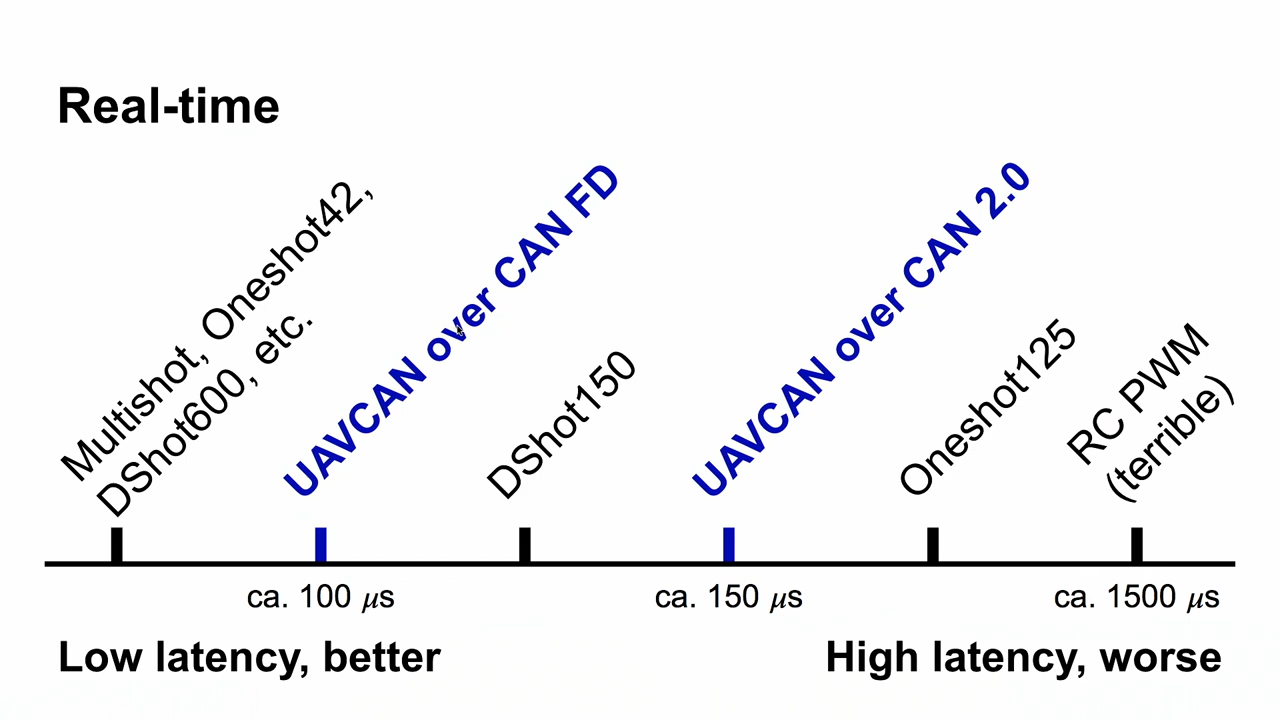 Real-time
Multishot, Oneshot42,
DShot600, etc.
UAVCAN over CAN FD
DShot150
UAVCAN over CAN 2.0
Oneshot125
RC PWM
(terrible)
ca. 100 μs
ca. 150 μs
ca. 1500 μs
Low latency, better
High latency, worse